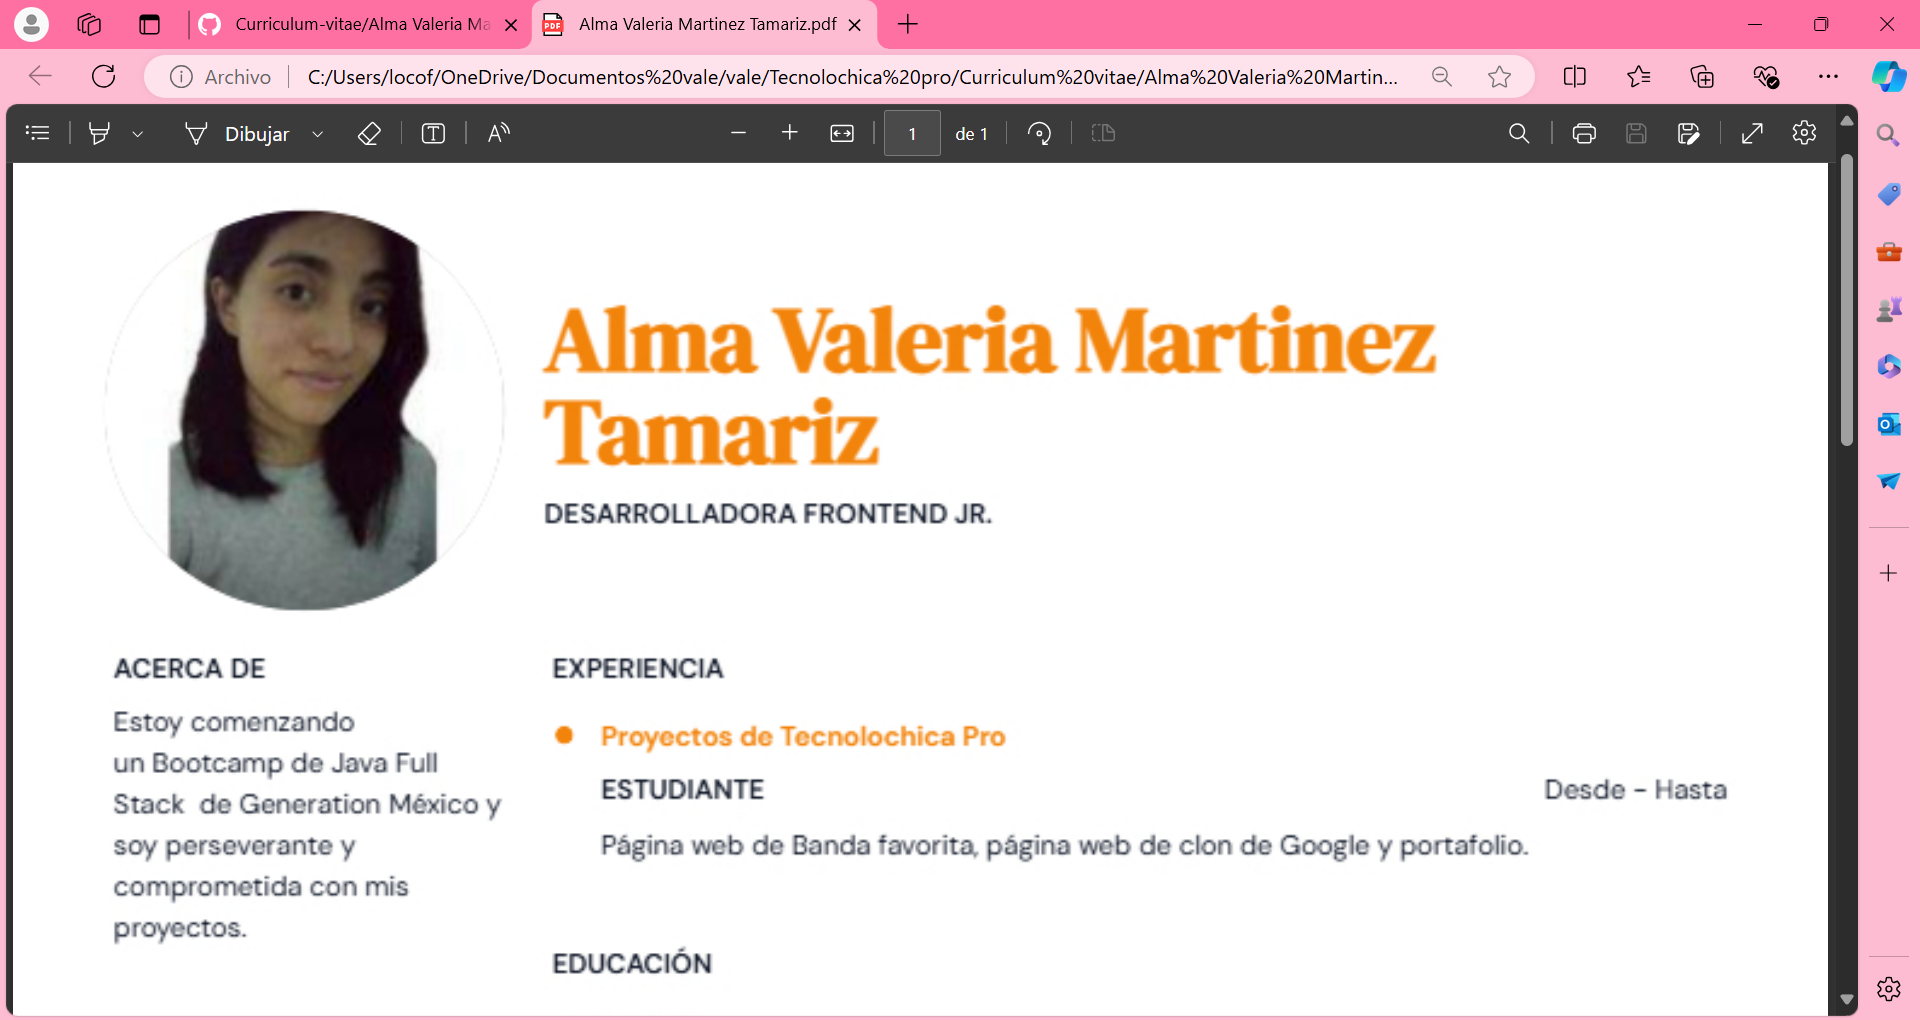 Curriculum-vitae/Alma Valeria Ma
Alma Valeria Martinez Tamariz.pdf
Archivo
C:/Users/locof/OneDrive/Documentos%20vale/vale/Tecnolochica%20pro/Curriculum%20vitae/Alma%20Valeria%20Martin...
Dibujar
1
de 1
Alma Valeria Martinez
Tamariz
DESARROLLADORA FRONTEND JR.
ACERCA DE
Estoy comenzando
un Bootcamp de Java Full
Stack  de Generation México y
soy perseverante y
comprometida con mis
proyectos.
EXPERIENCIA
Proyectos de Tecnolochica Pro
ESTUDIANTE
Desde - Hasta
Página web de Banda favorita, página web de clon de Google y portafolio.
EDUCACIÓN